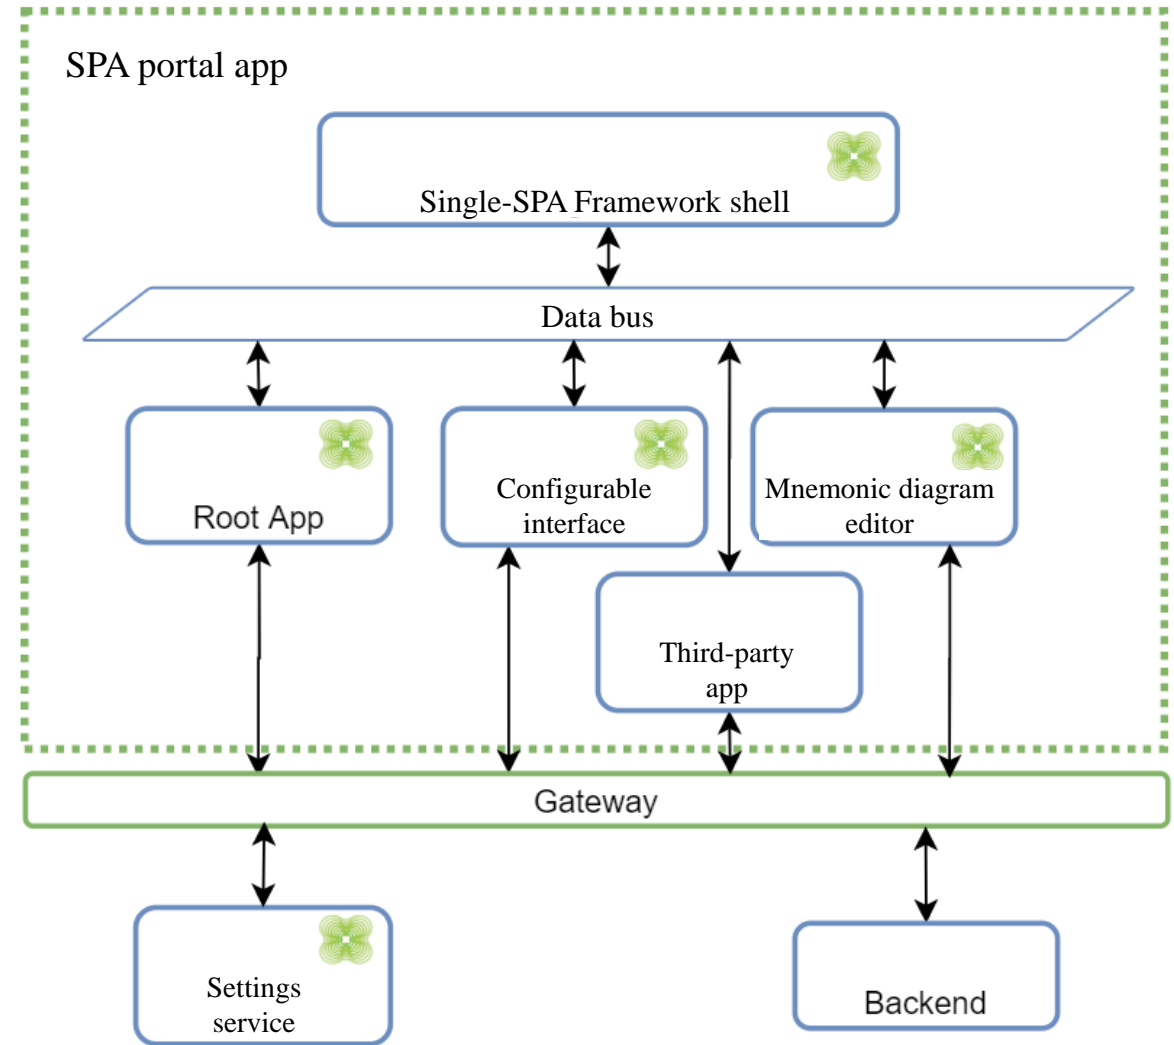 SPA portal app
Single-SPA Framework shell
Data bus
Root App
Configurable
interface
Mnemonic diagram
editor
Third-party
app
Gateway
Settings
service
Backend